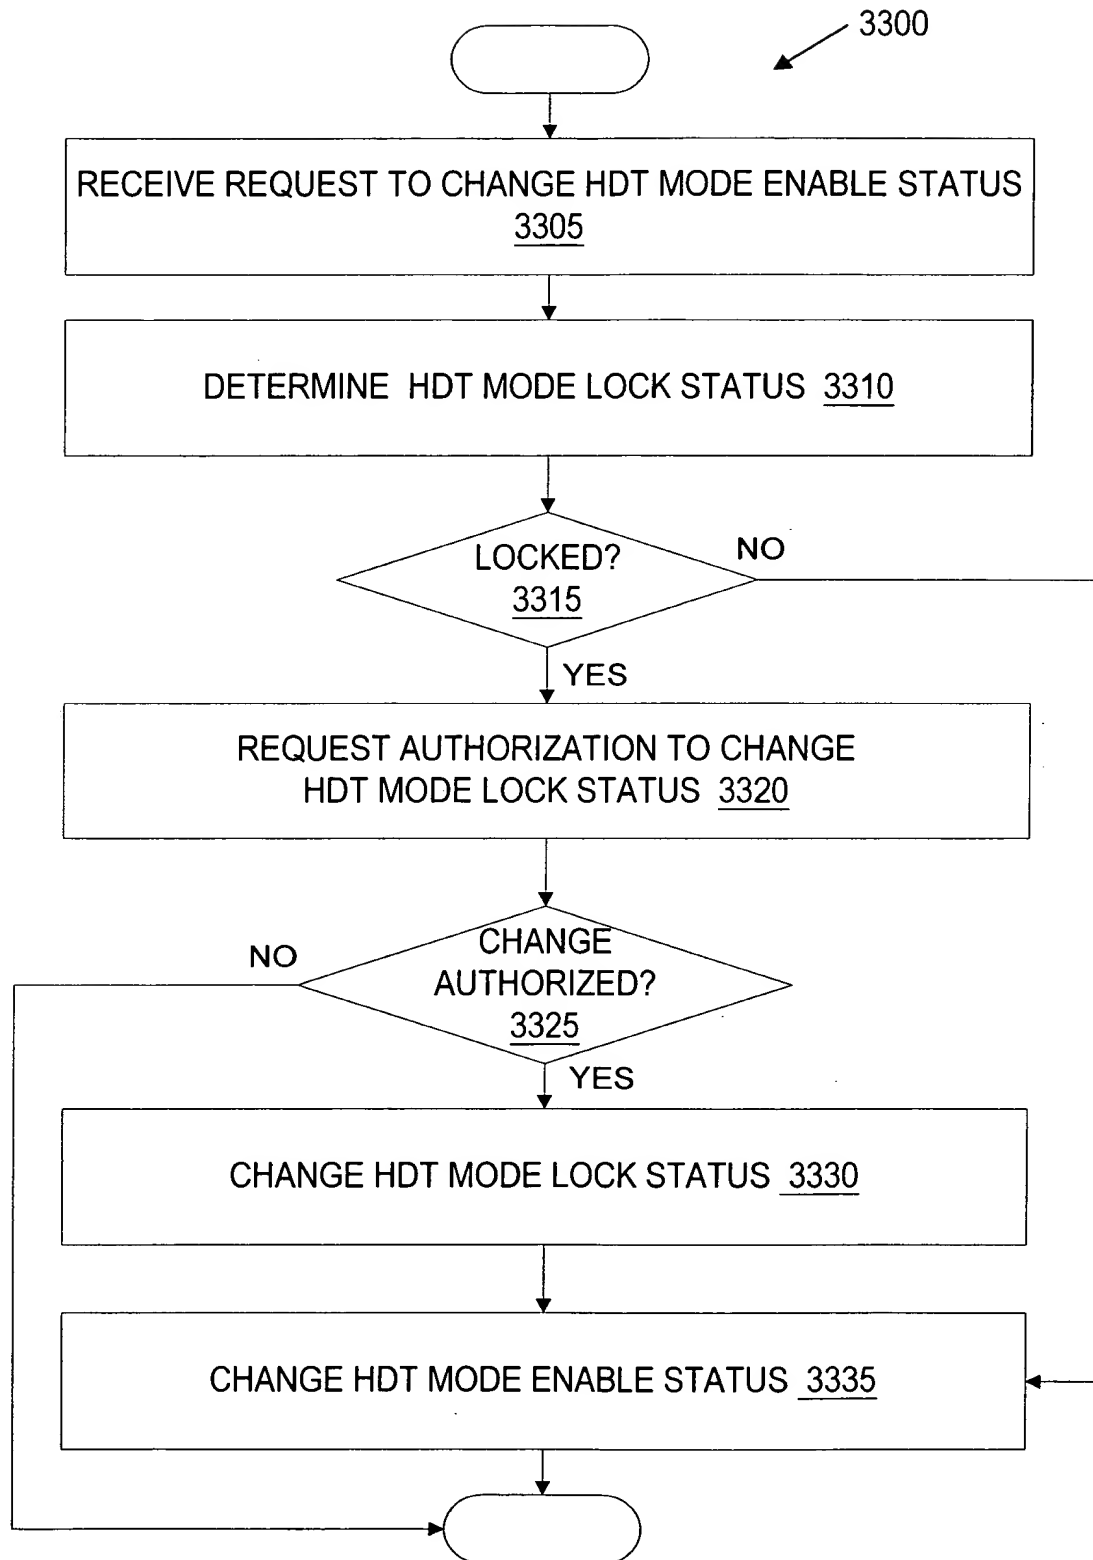 3300
RECEIVE REQUEST TO CHANGE HDT MODE ENABLE STATUS
3305
DETERMINE HDT MODE LOCK STATUS 3310
LOCKED?
3315
NO
YES
REQUEST AUTHORIZATION TO CHANGE
HDT MODE LOCK STATUS 3320
CHANGE
AUTHORIZED?
3325
NO
YES
CHANGE HDT MODE LOCK STATUS 3330
CHANGE HDT MODE ENABLE STATUS 3335